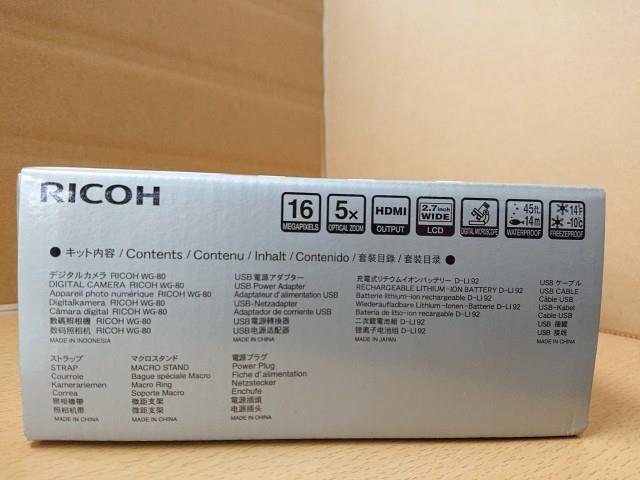 RICOH
16 MEGAPIXELS
5× OPTICAL ZOOM
HDMI OUTPUT
2.7inch WIDE LCD
DIGITAL MICROSCOPE
45ft. 14m WATERPROOF
14°F -10°C FREEZEPROOF
● キット内容 / Contents / Contenu / Inhalt / Contenido / 套裝目錄 / 套装目录 ●
デジタルカメラ RICOH WG-80
DIGITAL CAMERA RICOH WG-80
Appareil photo numérique RICOH WG-80
Digitalkamera RICOH WG-80
Cámara digital RICOH WG-80
數碼照相機 RICOH WG-80
数码照相机 RICOH WG-80
MADE IN INDONESIA
USB電源アダプター
USB Power Adapter
Adaptateur d'alimentation USB
USB-Netzadapter
Adaptador de corriente USB
USB電源轉換器
USB电源适配器
MADE IN CHINA
充電式リチウムイオンバッテリー D-LI 92
RECHARGEABLE LITHIUM -ION BATTERY D-LI 92
Batterie lithium-ion rechargeable D-LI 92
Wiederaufladbare Lithium-Ionen-Batterie D-LI 92
Batería de litio-ion recargable D-LI 92
二次鋰電池組 D-LI 92
锂离子电池组 D-LI 92
MADE IN JAPAN
USB ケーブル
USB CABLE
Câble USB
USB-Kabel
Cable USB
USB 接線
USB 接线
MADE IN CHINA
ストラップ
STRAP
Courroie
Kamerariemen
Correa
照相機帶
照相机带
MADE IN CHINA
マクロスタンド
MACRO STAND
Bague spéciale Macro
Macro Ring
Soporte Macro
微距支架
微距支架
MADE IN CHINA
電源プラグ
Power Plug
Fiche d'alimentation
Netzstecker
Enchufe
電源插頭
电源插头
MADE IN CHINA